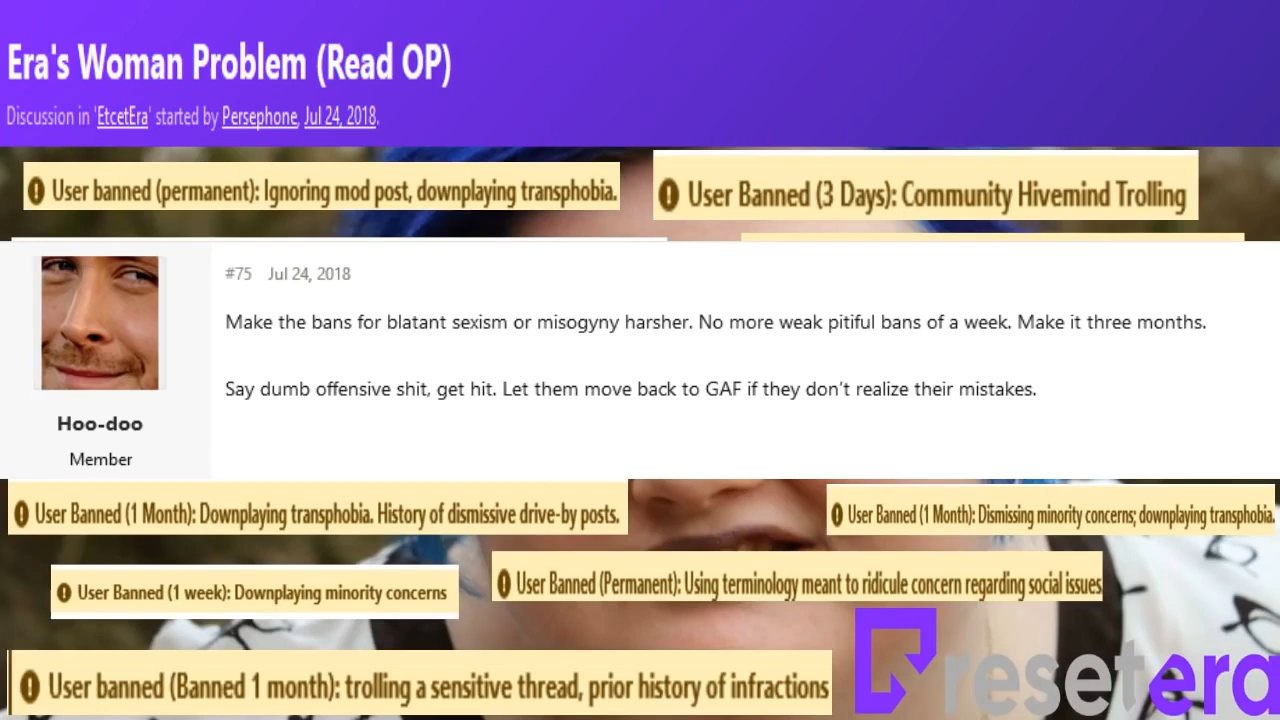 Era's Woman Problem (Read OP)
Discussion in 'EtcetEra' started by Persephone, Jul 24, 2018.
User banned (permanent): Ignoring mod post, downplaying transphobia.
User Banned (3 Days): Community Hivemind Trolling
#75 Jul 24, 2018
Make the bans for blatant sexism or misogyny harsher. No more weak pitiful bans of a week. Make it three months.
Say dumb offensive shit, get hit. Let them move back to GAF if they don't realize their mistakes.
Hoo-doo
Member
User Banned (1 Month): Downplaying transphobia. History of dismissive drive-by posts.
User Banned (1 Month): Dismissing minority concerns; downplaying transphobia.
User Banned (1 week): Downplaying minority concerns
User Banned (Permanent): Using terminology meant to ridicule concern regarding social issues
User banned (Banned 1 month): trolling a sensitive thread, prior history of infractions
resetera